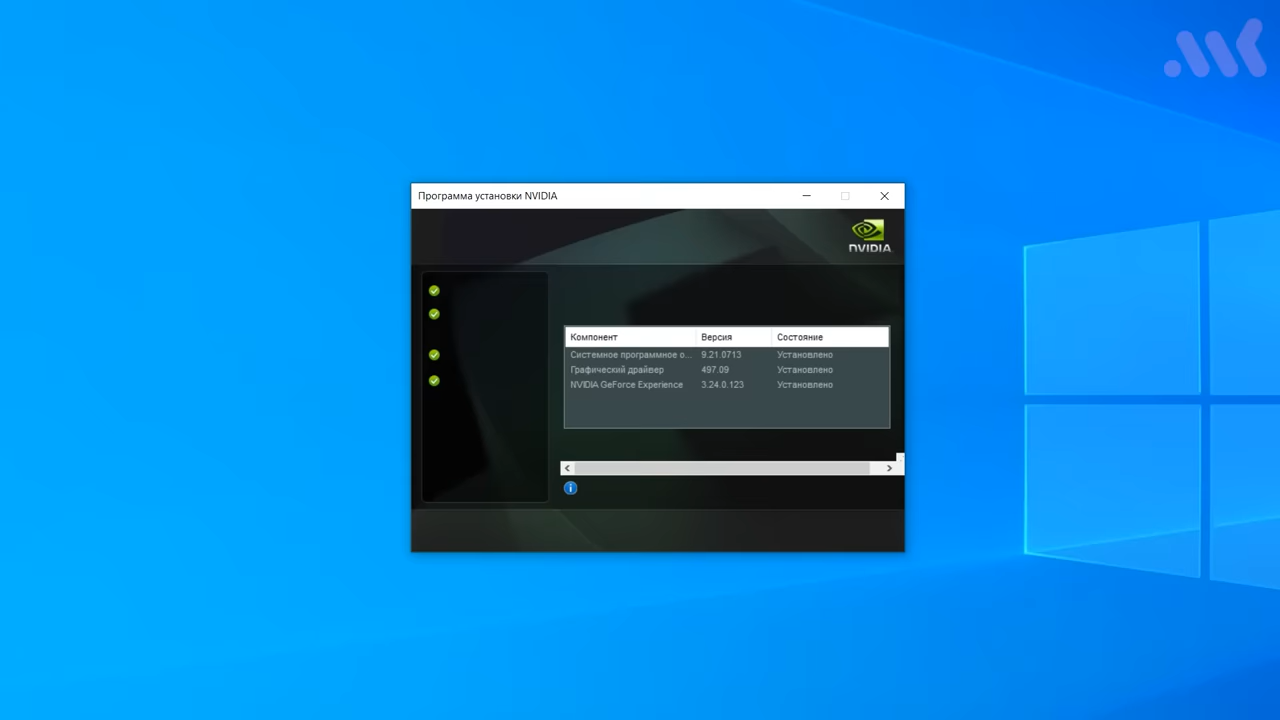 Программа установки NVIDIA
NVIDIA
Компонент Версия Состояние
Системное программное о... 9.21.0713 Установлено
Графический драйвер 497.09 Установлено
NVIDIA GeForce Experience 3.24.0.123 Установлено